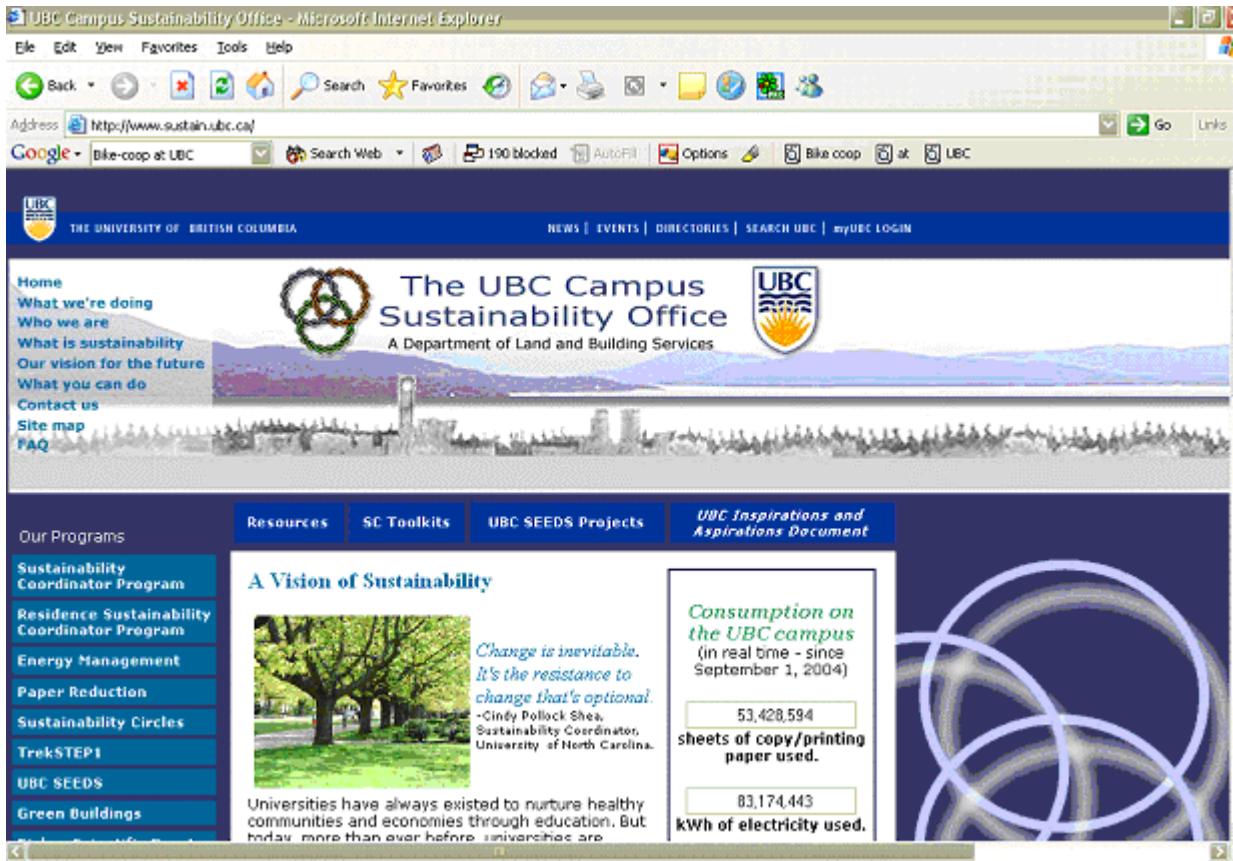 UBC Campus Sustainability Office - Microsoft Internet Explorer
File Edit View Favorites Tools Help
Back Search Favorites
Address http://www.sustain.ubc.ca/ Go Links
Google Bike-coop at UBC Search Web 190 blocked AutoFill Options Bike coop at UBC
UBC
THE UNIVERSITY OF BRITISH COLUMBIA NEWS | EVENTS | DIRECTORIES | SEARCH UBC | myUBC LOGIN
Home
What we're doing
Who we are
What is sustainability
Our vision for the future
What you can do
Contact us
Site map
FAQ
The UBC Campus
Sustainability Office
A Department of Land and Building Services
UBC
Resources SC Toolkits UBC SEEDS Projects UBC Inspirations and
Aspirations Document
Our Programs
Sustainability
Coordinator Program
Residence Sustainability
Coordinator Program
Energy Management
Paper Reduction
Sustainability Circles
TrekSTEP1
UBC SEEDS
Green Buildings
A Vision of Sustainability
Change is inevitable.
It's the resistance to
change that's optional.
-Cindy Pollock Shea,
Sustainability Coordinator,
University of North Carolina.
Universities have always existed to nurture healthy
communities and economies through education. But
today, more than ever before, universities are
Consumption on
the UBC campus
(in real time - since
September 1, 2004)
53,428,594
sheets of copy/printing
paper used.
83,174,443
kWh of electricity used.